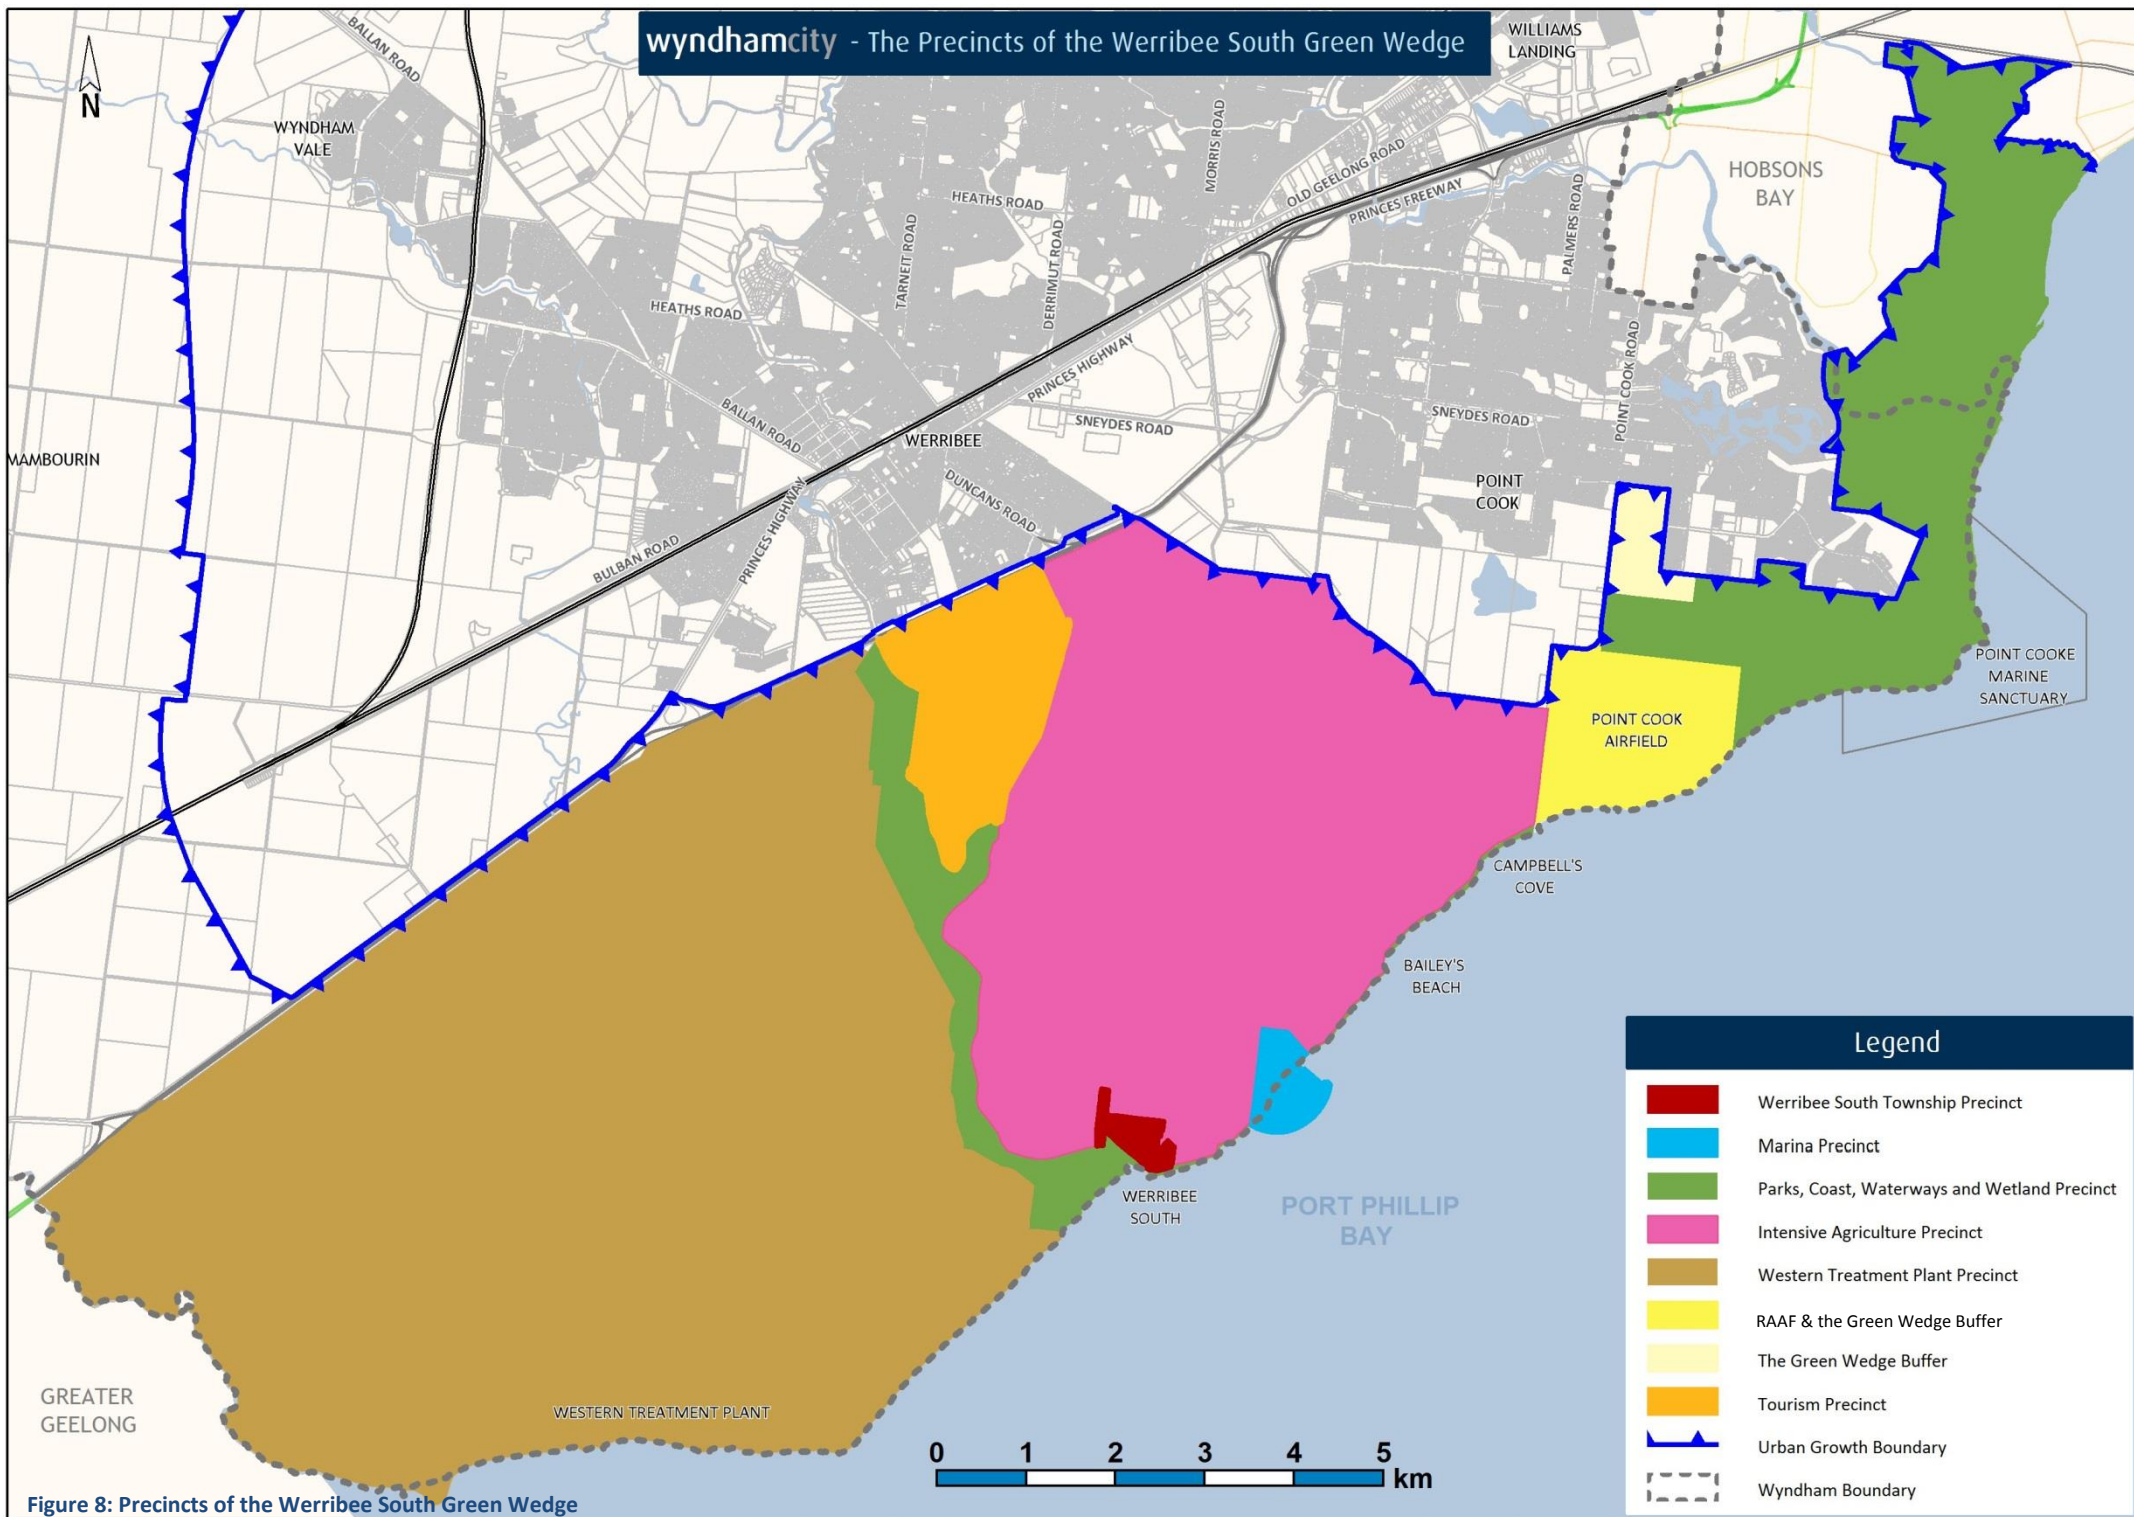 wyndhamcity - The Precincts of the Werribee South Green Wedge
N
BALLAN ROAD
WILLIAMS
LANDING
WYNDHAM
VALE
MORRIS ROAD
OLD GEELONG ROAD
PRINCES FREEWAY
PALMERS ROAD
HOBSONS
BAY
HEATHS ROAD
TARNEIT ROAD
DERRIMUT ROAD
HEATHS ROAD
PRINCES HIGHWAY
POINT COOK ROAD
BALLAN ROAD
WERRIBEE
SNEYDES ROAD
SNEYDES ROAD
MAMBOURIN
DUNCANS ROAD
POINT
COOK
PRINCES HIGHWAY
BULBAN ROAD
POINT COOKE
MARINE
SANCTUARY
POINT COOK
AIRFIELD
CAMPBELL'S
COVE
BAILEY'S
BEACH
WERRIBEE
SOUTH
PORT PHILLIP
BAY
GREATER
GEELONG
WESTERN TREATMENT PLANT
0 1 2 3 4 5
km
Legend
Werribee South Township Precinct
Marina Precinct
Parks, Coast, Waterways and Wetland Precinct
Intensive Agriculture Precinct
Western Treatment Plant Precinct
RAAF & the Green Wedge Buffer
The Green Wedge Buffer
Tourism Precinct
Urban Growth Boundary
Wyndham Boundary
Figure 8: Precincts of the Werribee South Green Wedge